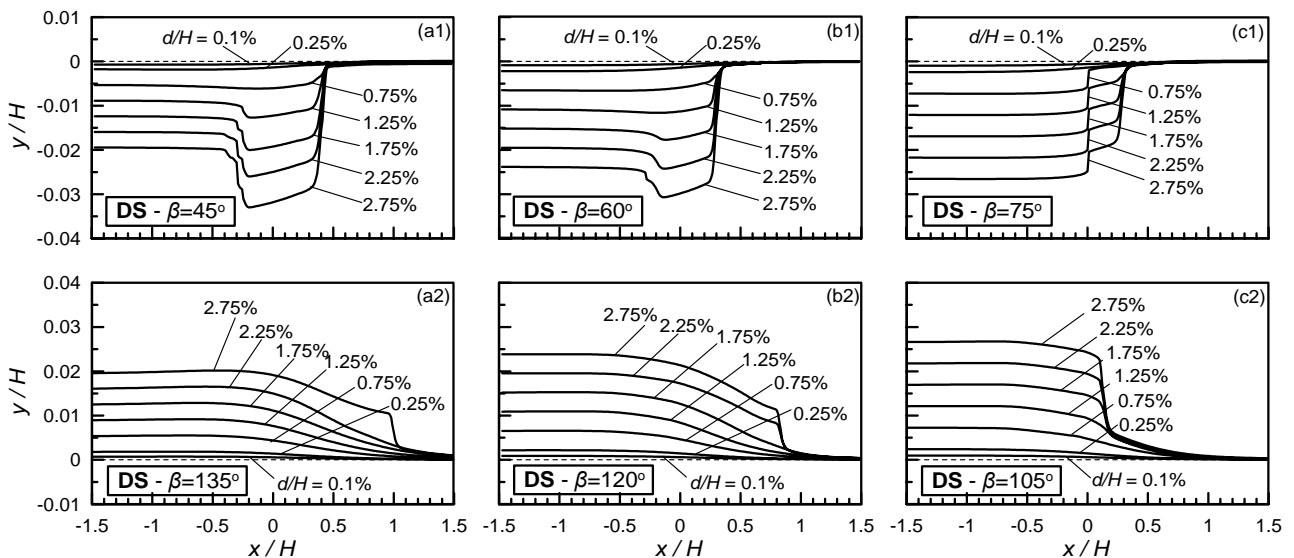 0.01
0
-0.01
-0.02
-0.03
-0.04
y / H
(a1)
d/H = 0.1%
0.25%
0.75%
1.25%
1.75%
2.25%
2.75%
DS - β=45º
(b1)
d/H = 0.1%
0.25%
0.75%
1.25%
1.75%
2.25%
2.75%
DS - β=60º
(c1)
d/H = 0.1%
0.25%
0.75%
1.25%
1.75%
2.25%
2.75%
DS - β=75º
0.04
0.03
0.02
0.01
0
-0.01
y / H
(a2)
2.75%
2.25%
1.75%
1.25%
0.75%
0.25%
d/H = 0.1%
DS - β=135º
-1.5 -1 -0.5 0 0.5 1 1.5
x / H
(b2)
2.75%
2.25%
1.75%
1.25%
0.75%
0.25%
d/H = 0.1%
DS - β=120º
-1.5 -1 -0.5 0 0.5 1 1.5
x / H
(c2)
2.75%
2.25%
1.75%
1.25%
0.75%
0.25%
d/H = 0.1%
DS - β=105º
-1.5 -1 -0.5 0 0.5 1 1.5
x / H